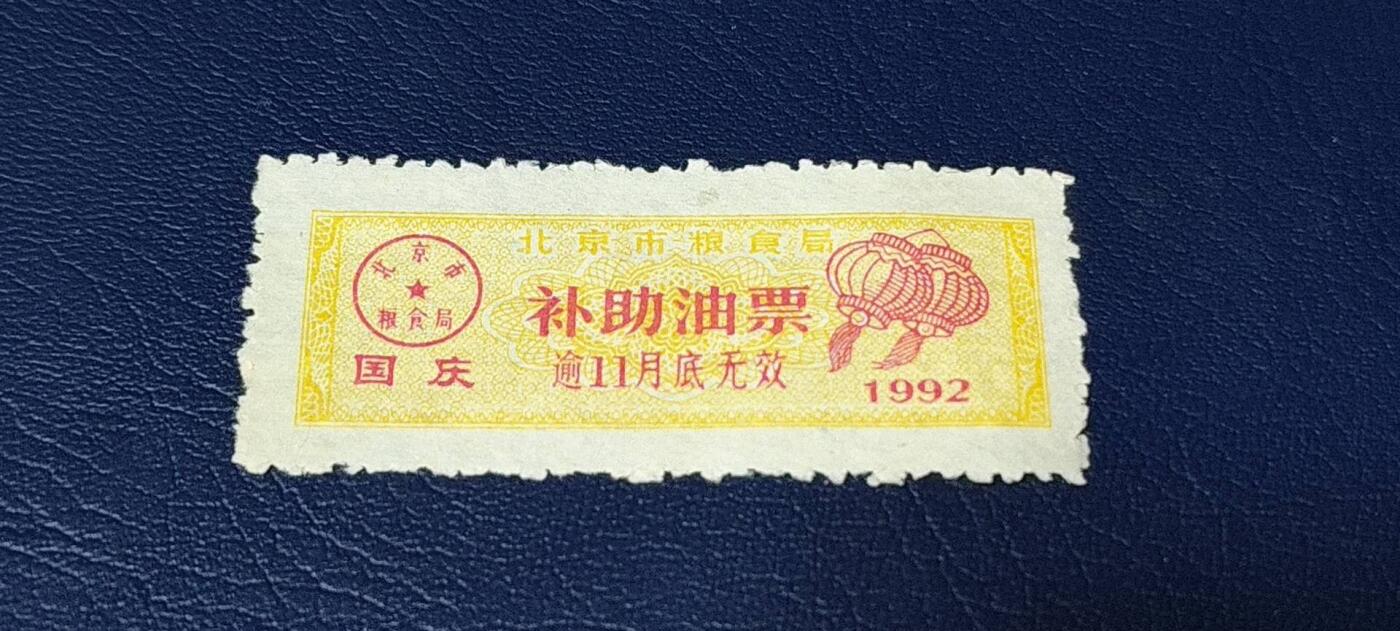 北京市粮食局
北京市
粮食局
补助油票
国庆
逾11月底无效
1992